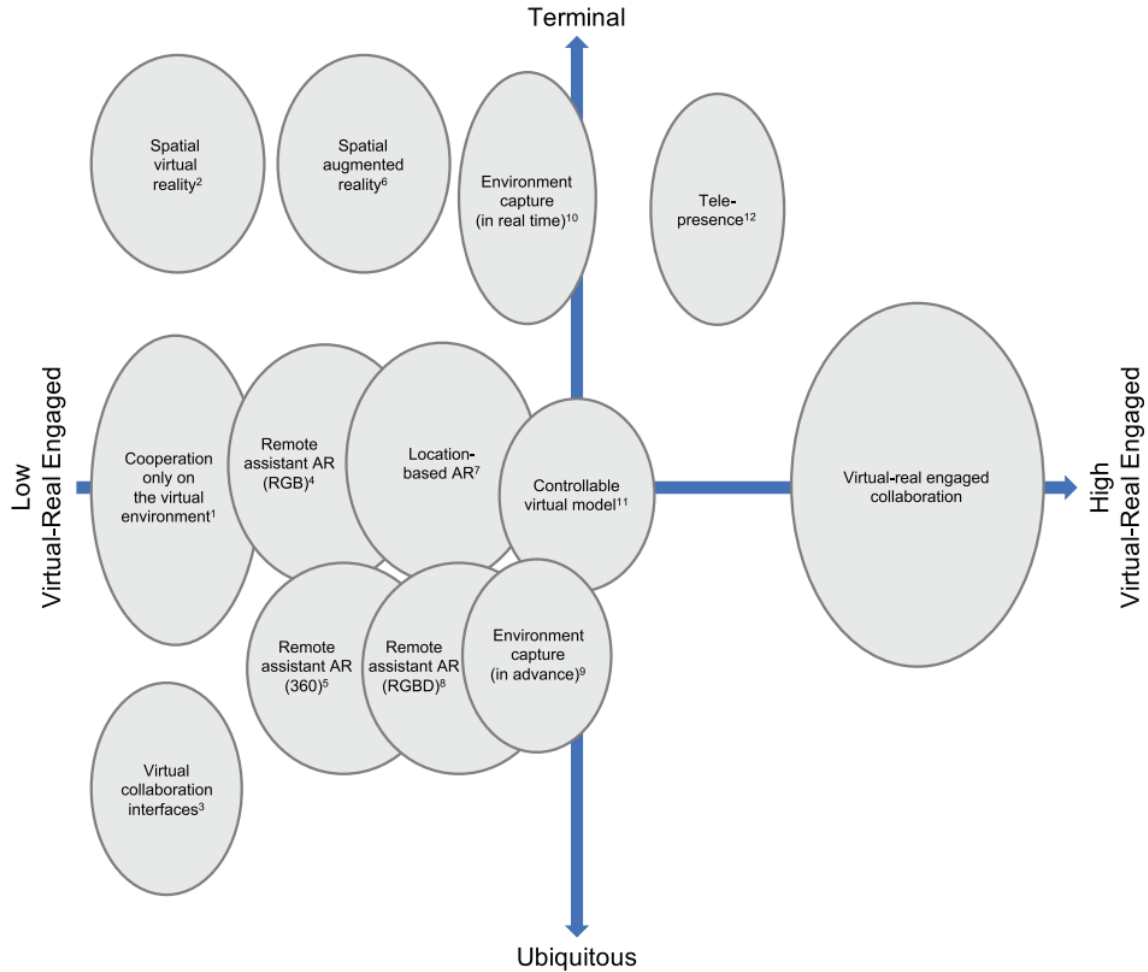 Terminal
Spatial
virtual
reality²
Spatial
augmented
reality⁶
Environment
capture
(in real time)¹⁰
Tele-
presence¹²
Low
Virtual-Real Engaged
Cooperation
only on
the virtual
environment¹
Remote
assistant AR
(RGB)⁴
Location-
based AR⁷
Controllable
virtual model¹¹
Virtual-real engaged
collaboration
High
Virtual-Real Engaged
Remote
assistant AR
(360)⁵
Remote
assistant AR
(RGBD)⁸
Environment
capture
(in advance)⁹
Virtual
collaboration
interfaces³
Ubiquitous